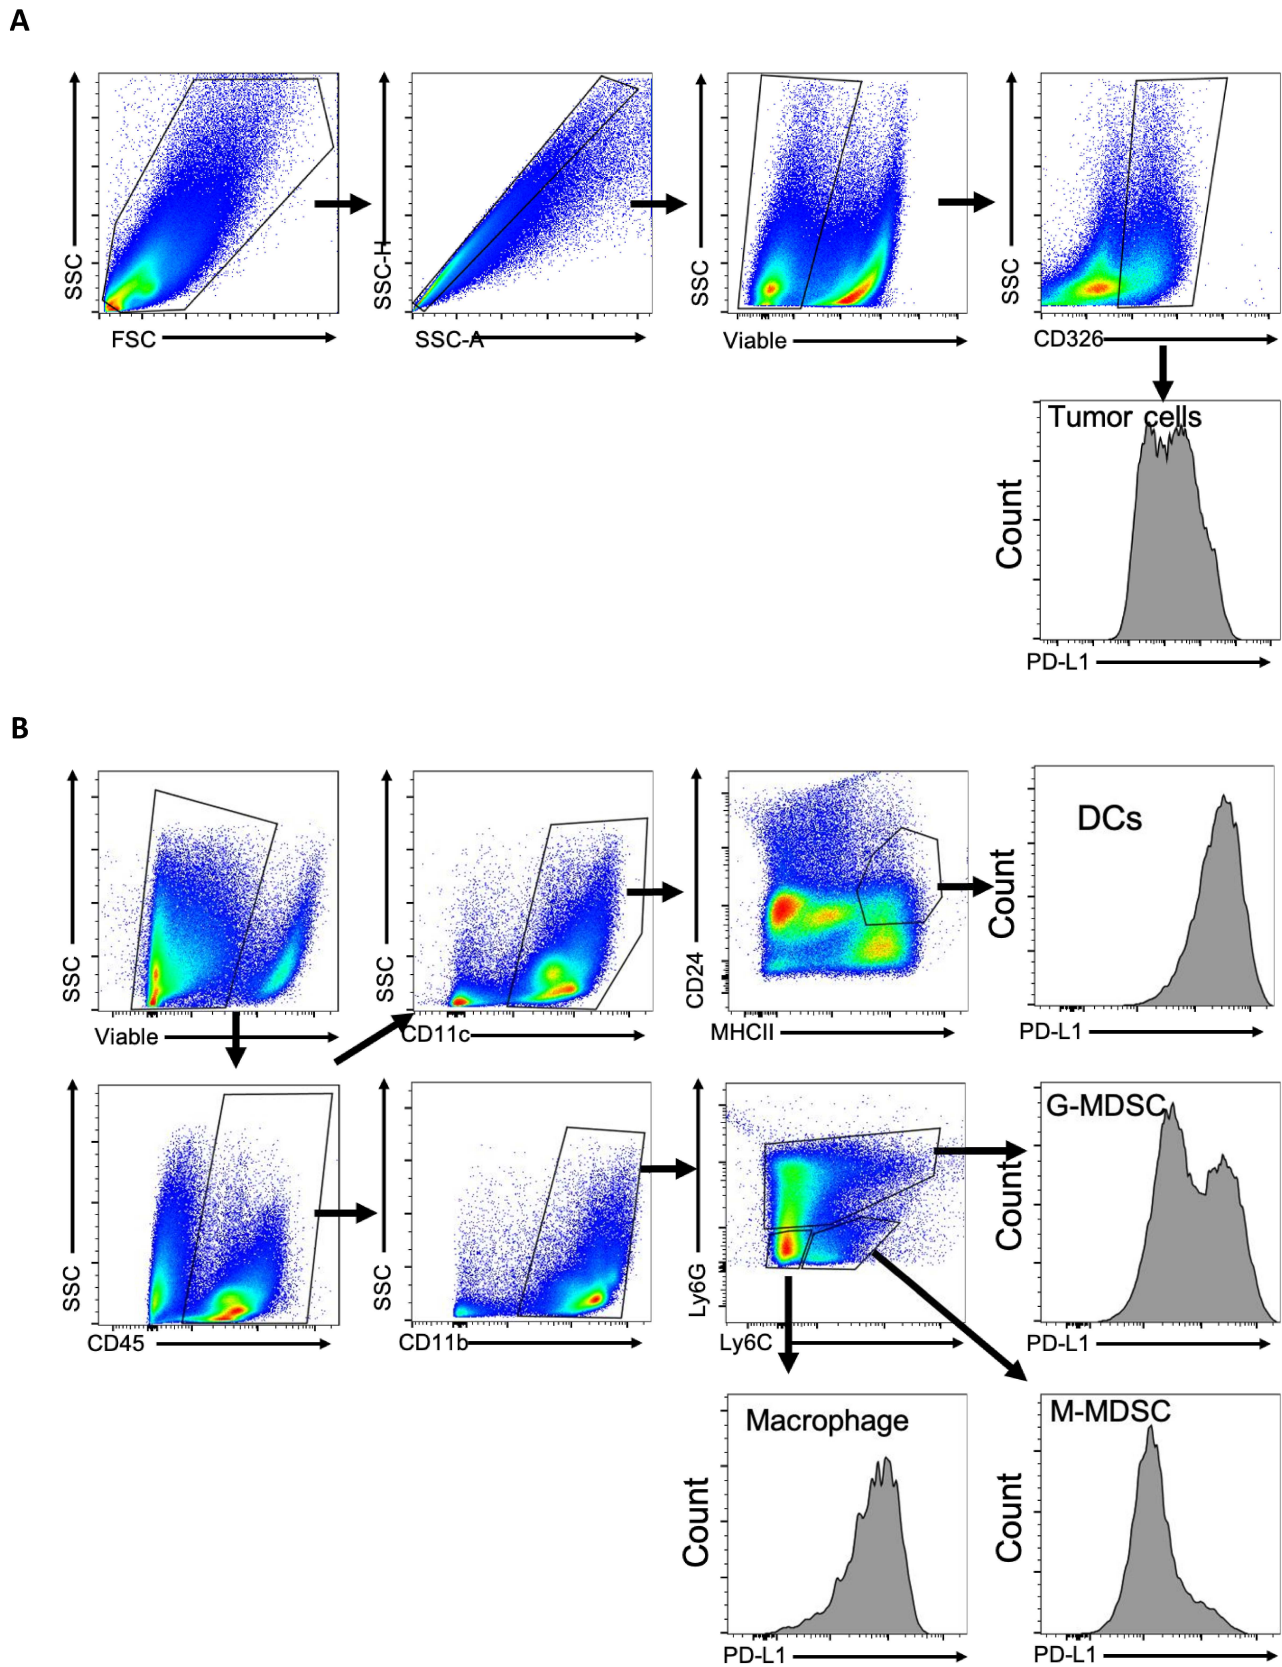 A
SSC
FSC
SSC-H
SSC-A
SSC
Viable
SSC
CD326
Tumor cells
Count
PD-L1
B
SSC
Viable
SSC
CD11c
CD24
MHCII
DCs
Count
PD-L1
SSC
CD45
SSC
CD11b
Ly6G
Ly6C
G-MDSC
Count
PD-L1
Macrophage
Count
PD-L1
M-MDSC
Count
PD-L1